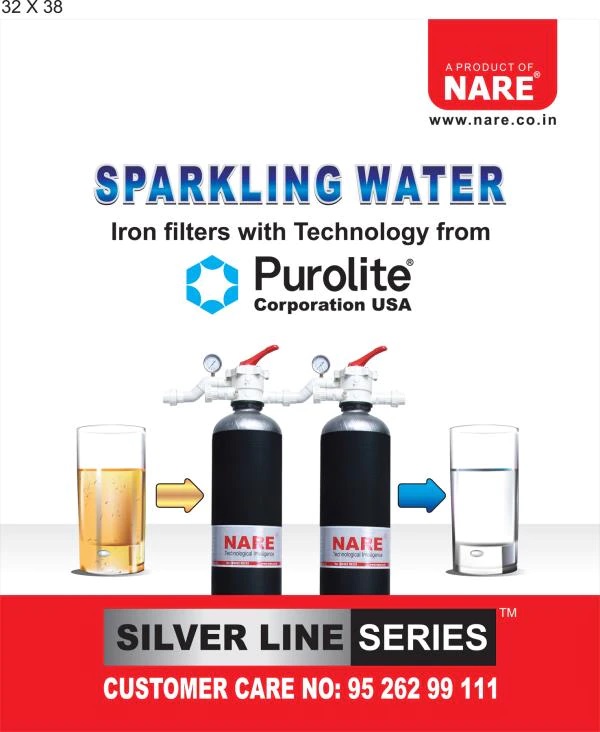 32 X 38
A PRODUCT OF
NARE®
www.nare.co.in
SPARKLING WATER
Iron filters with Technology from
Purolite®
Corporation USA
NARE
Technological Intelligence
NARE
Technological Intelligence
SILVER LINE SERIES™
CUSTOMER CARE NO: 95 262 99 111